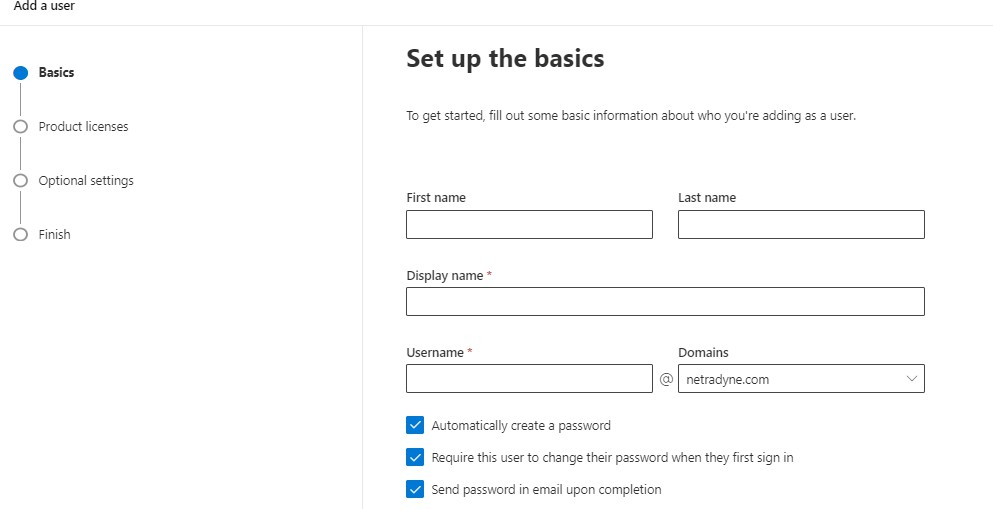 Add a user
Basics
Product licenses
Optional settings
Finish
Set up the basics
To get started, fill out some basic information about who you're adding as a user.
First name
Last name
Display name *
Username *
Domains
@
netradyne.com
Automatically create a password
Require this user to change their password when they first sign in
Send password in email upon completion